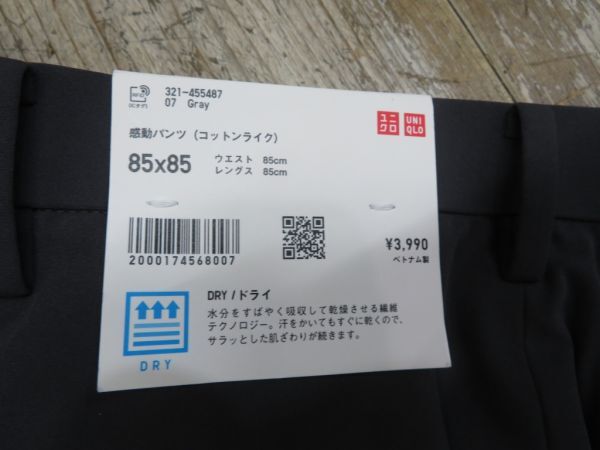 321-455487
07 Gray
感動パンツ (コットンライク)
ユニクロ
UNIQLO
85x85
ウエスト 85cm
レングス 85cm
2000174568007
¥3,990
ベトナム製
DRY
DRY/ドライ
水分をすばやく吸収して乾燥させる繊維
テクノロジー。汗をかいてもすぐに乾くので、
サラッとした肌ざわりが続きます。